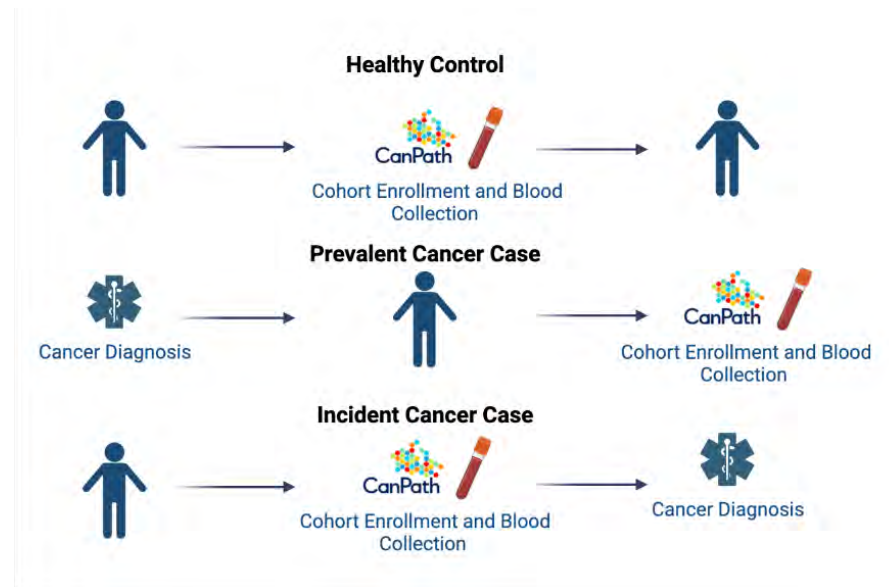 Healthy Control
CanPath
Cohort Enrollment and Blood
Collection
Prevalent Cancer Case
Cancer Diagnosis
CanPath
Cohort Enrollment and Blood
Collection
Incident Cancer Case
CanPath
Cohort Enrollment and Blood
Collection
Cancer Diagnosis